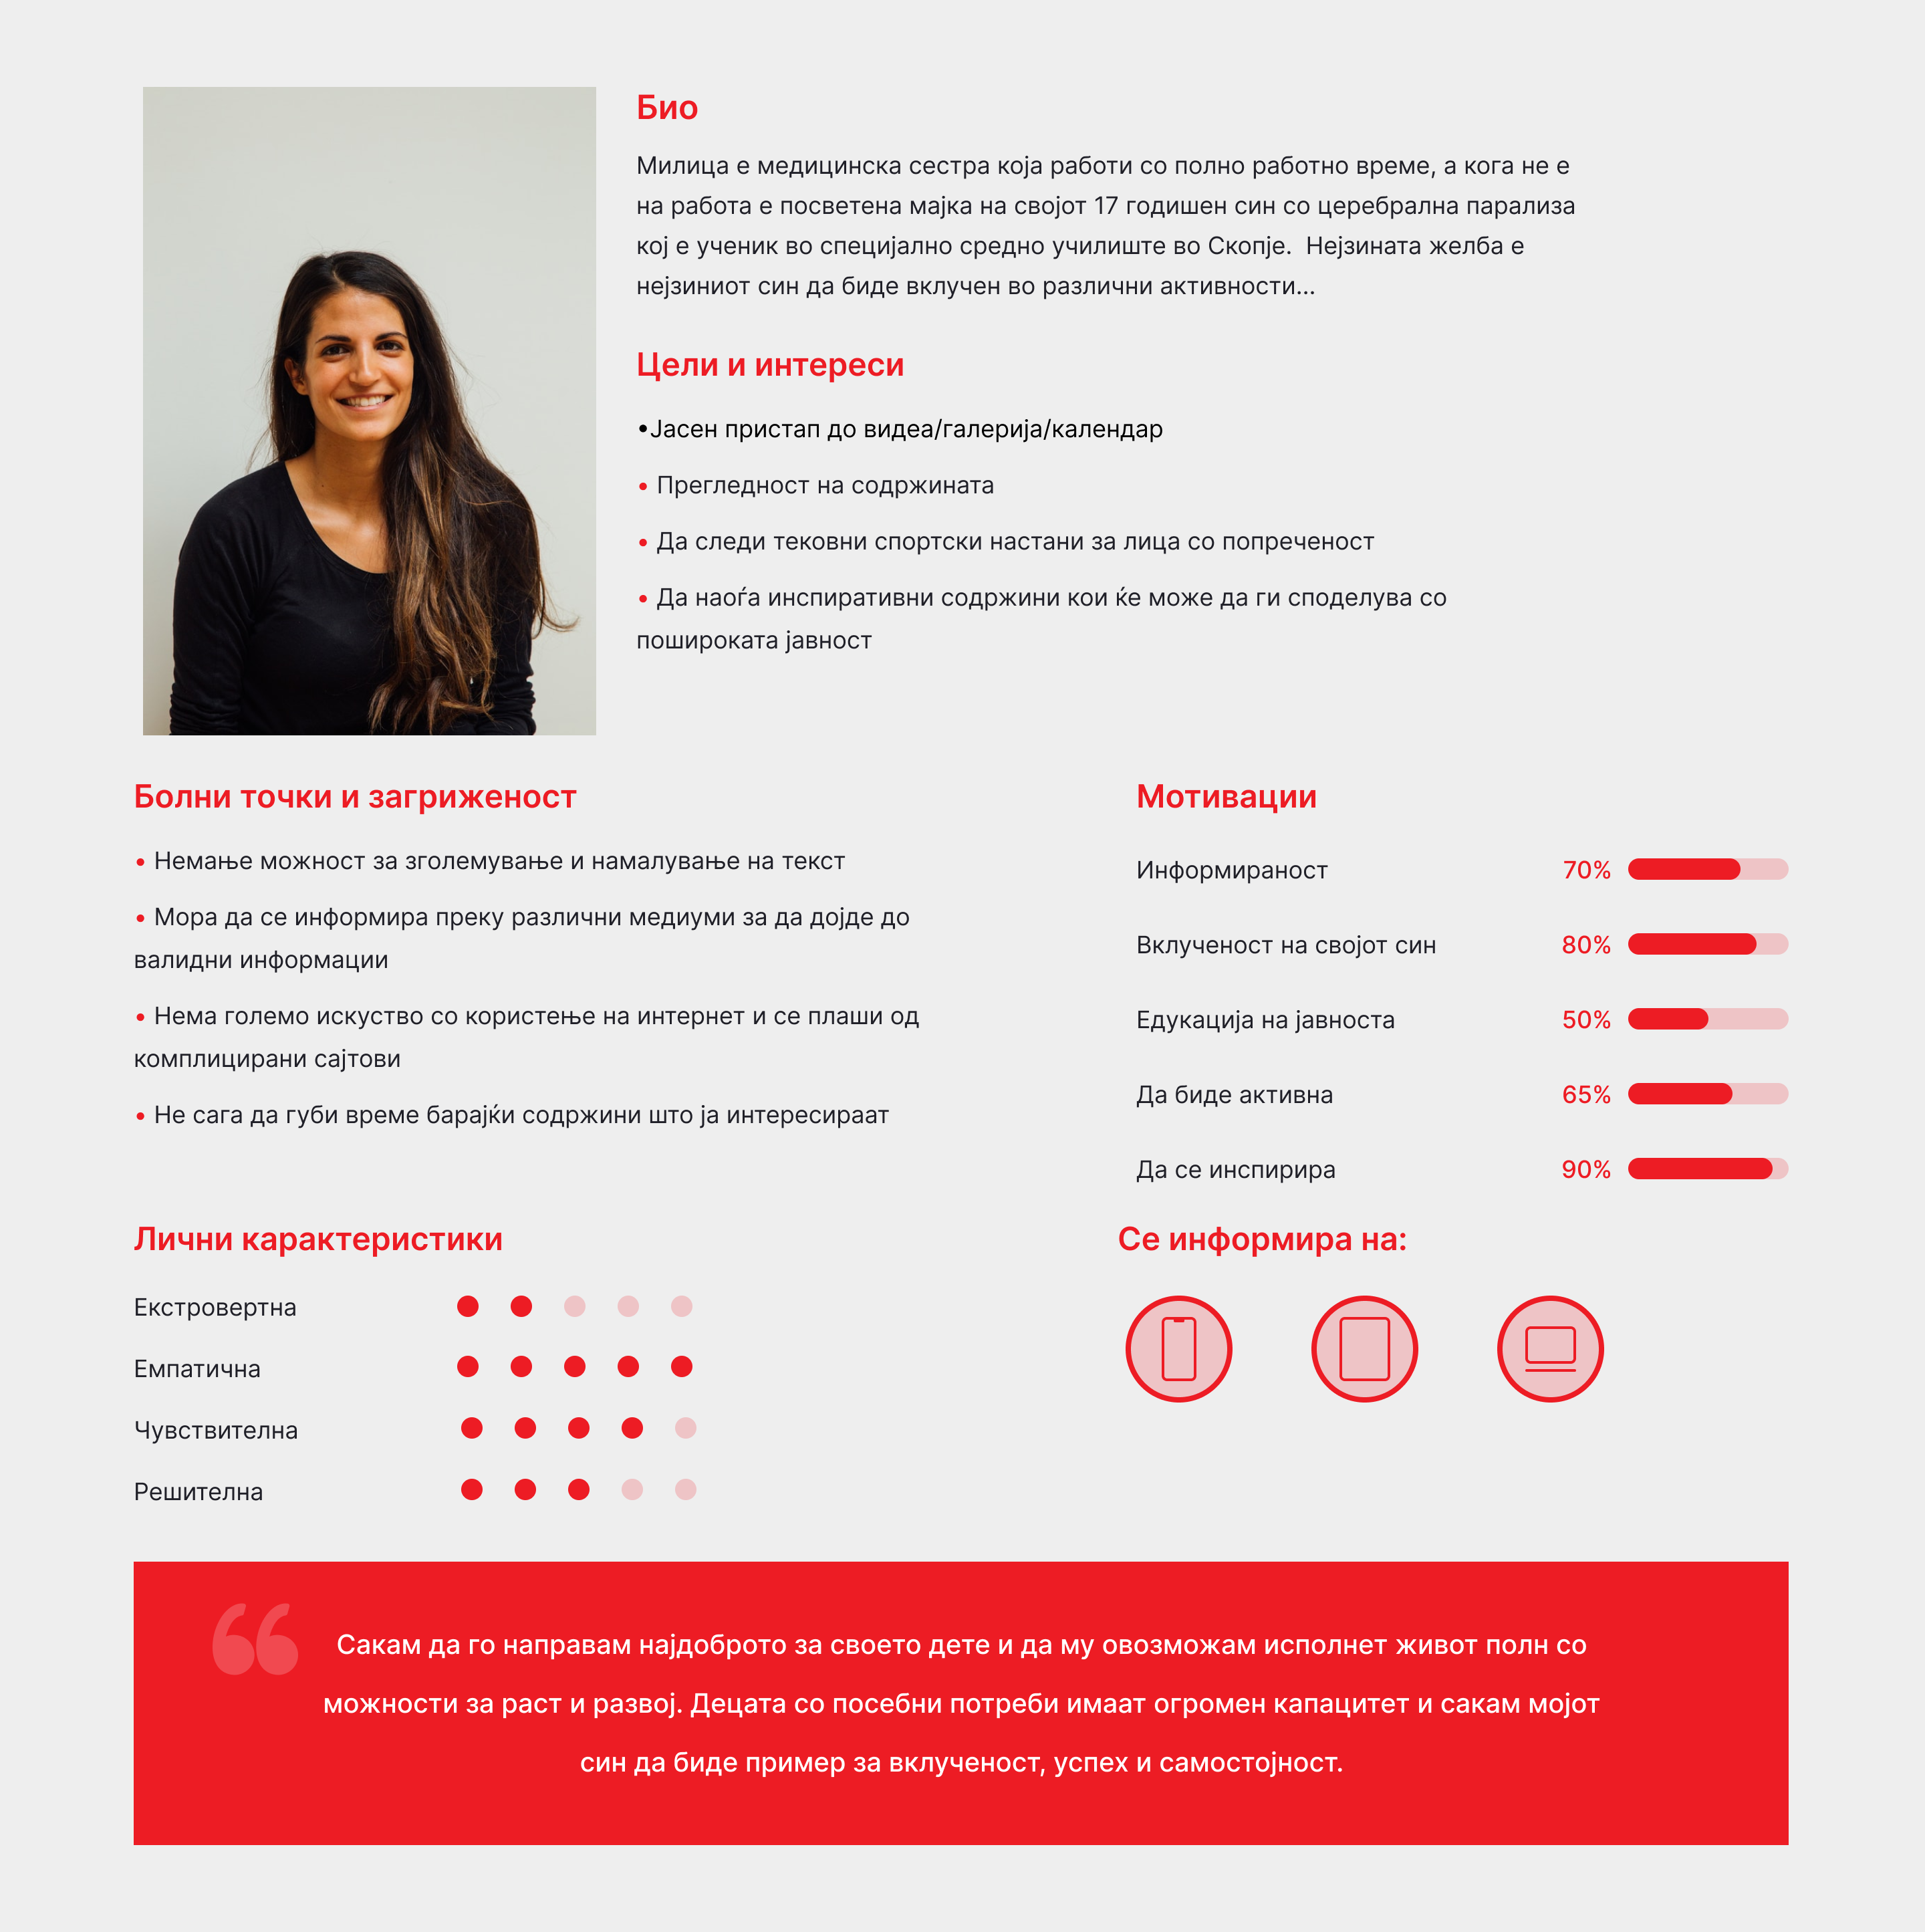 Био
Милица е медицинска сестра која работи со полно работно време, а кога не е
на работа е посветена мајка на својот 17 годишен син со церебрална парализа
кој е ученик во специјално средно училиште во Скопје.  Нејзината желба е
нејзиниот син да биде вклучен во различни активности...
Цели и интереси
•Јасен пристап до видеа/галерија/календар
• Прегледност на содржината
• Да следи тековни спортски настани за лица со попреченост
• Да наоѓа инспиративни содржини кои ќе може да ги споделува со
пошироката јавност
Болни точки и загриженост
• Немање можност за зголемување и намалување на текст
• Мора да се информира преку различни медиуми за да дојде до
валидни информации
• Нема големо искуство со користење на интернет и се плаши од
комплицирани сајтови
• Не сага да губи време барајќи содржини што ја интересираат
Мотивации
Информираност 70%
Вклученост на својот син 80%
Едукација на јавноста 50%
Да биде активна 65%
Да се инспирира 90%
Лични карактеристики
Екстровертна
Емпатична
Чувствителна
Решителна
Се информира на:
“
Сакам да го направам најдоброто за своето дете и да му овозможам исполнет живот полн со
можности за раст и развој. Децата со посебни потреби имаат огромен капацитет и сакам мојот
син да биде пример за вклученост, успех и самостојност.